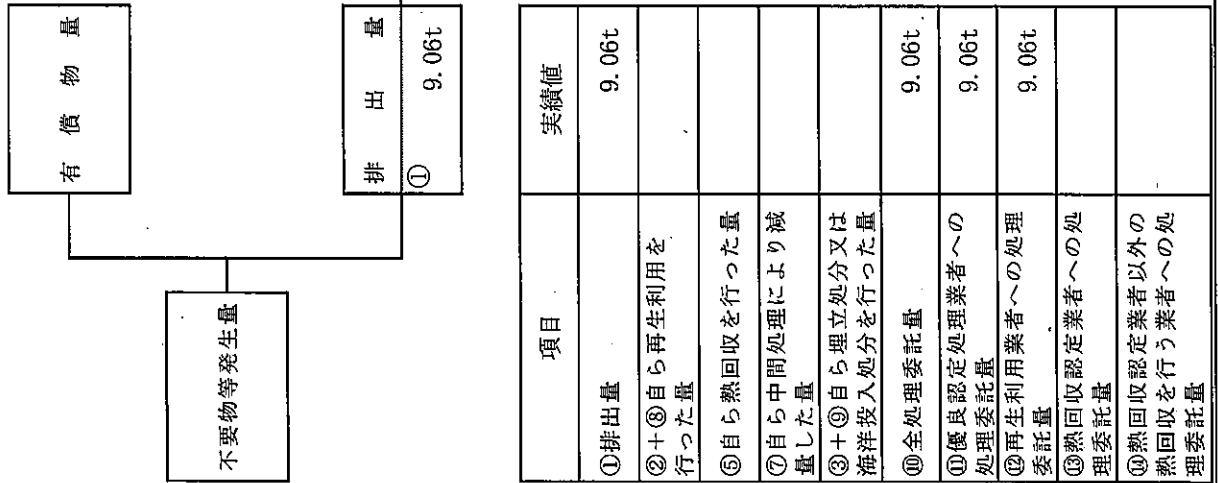 有償物量
不要物等発生量
排出量
① 9.06t
項目 実績値
①排出量 9.06t
②+⑧自ら再生利用を
行った量
⑤自ら熱回収を行った量
⑦自ら中間処理により減
量した量
③+⑨自ら埋立処分又は
海洋投入処分を行った量
⑩全処理委託量 9.06t
⑪優良認定処理業者への
処理委託量 9.06t
⑫再生利用業者への処理
委託量 9.06t
⑬熱回収認定業者への処
理委託量
⑭熱回収認定業者以外の
熱回収を行う業者への処
理委託量